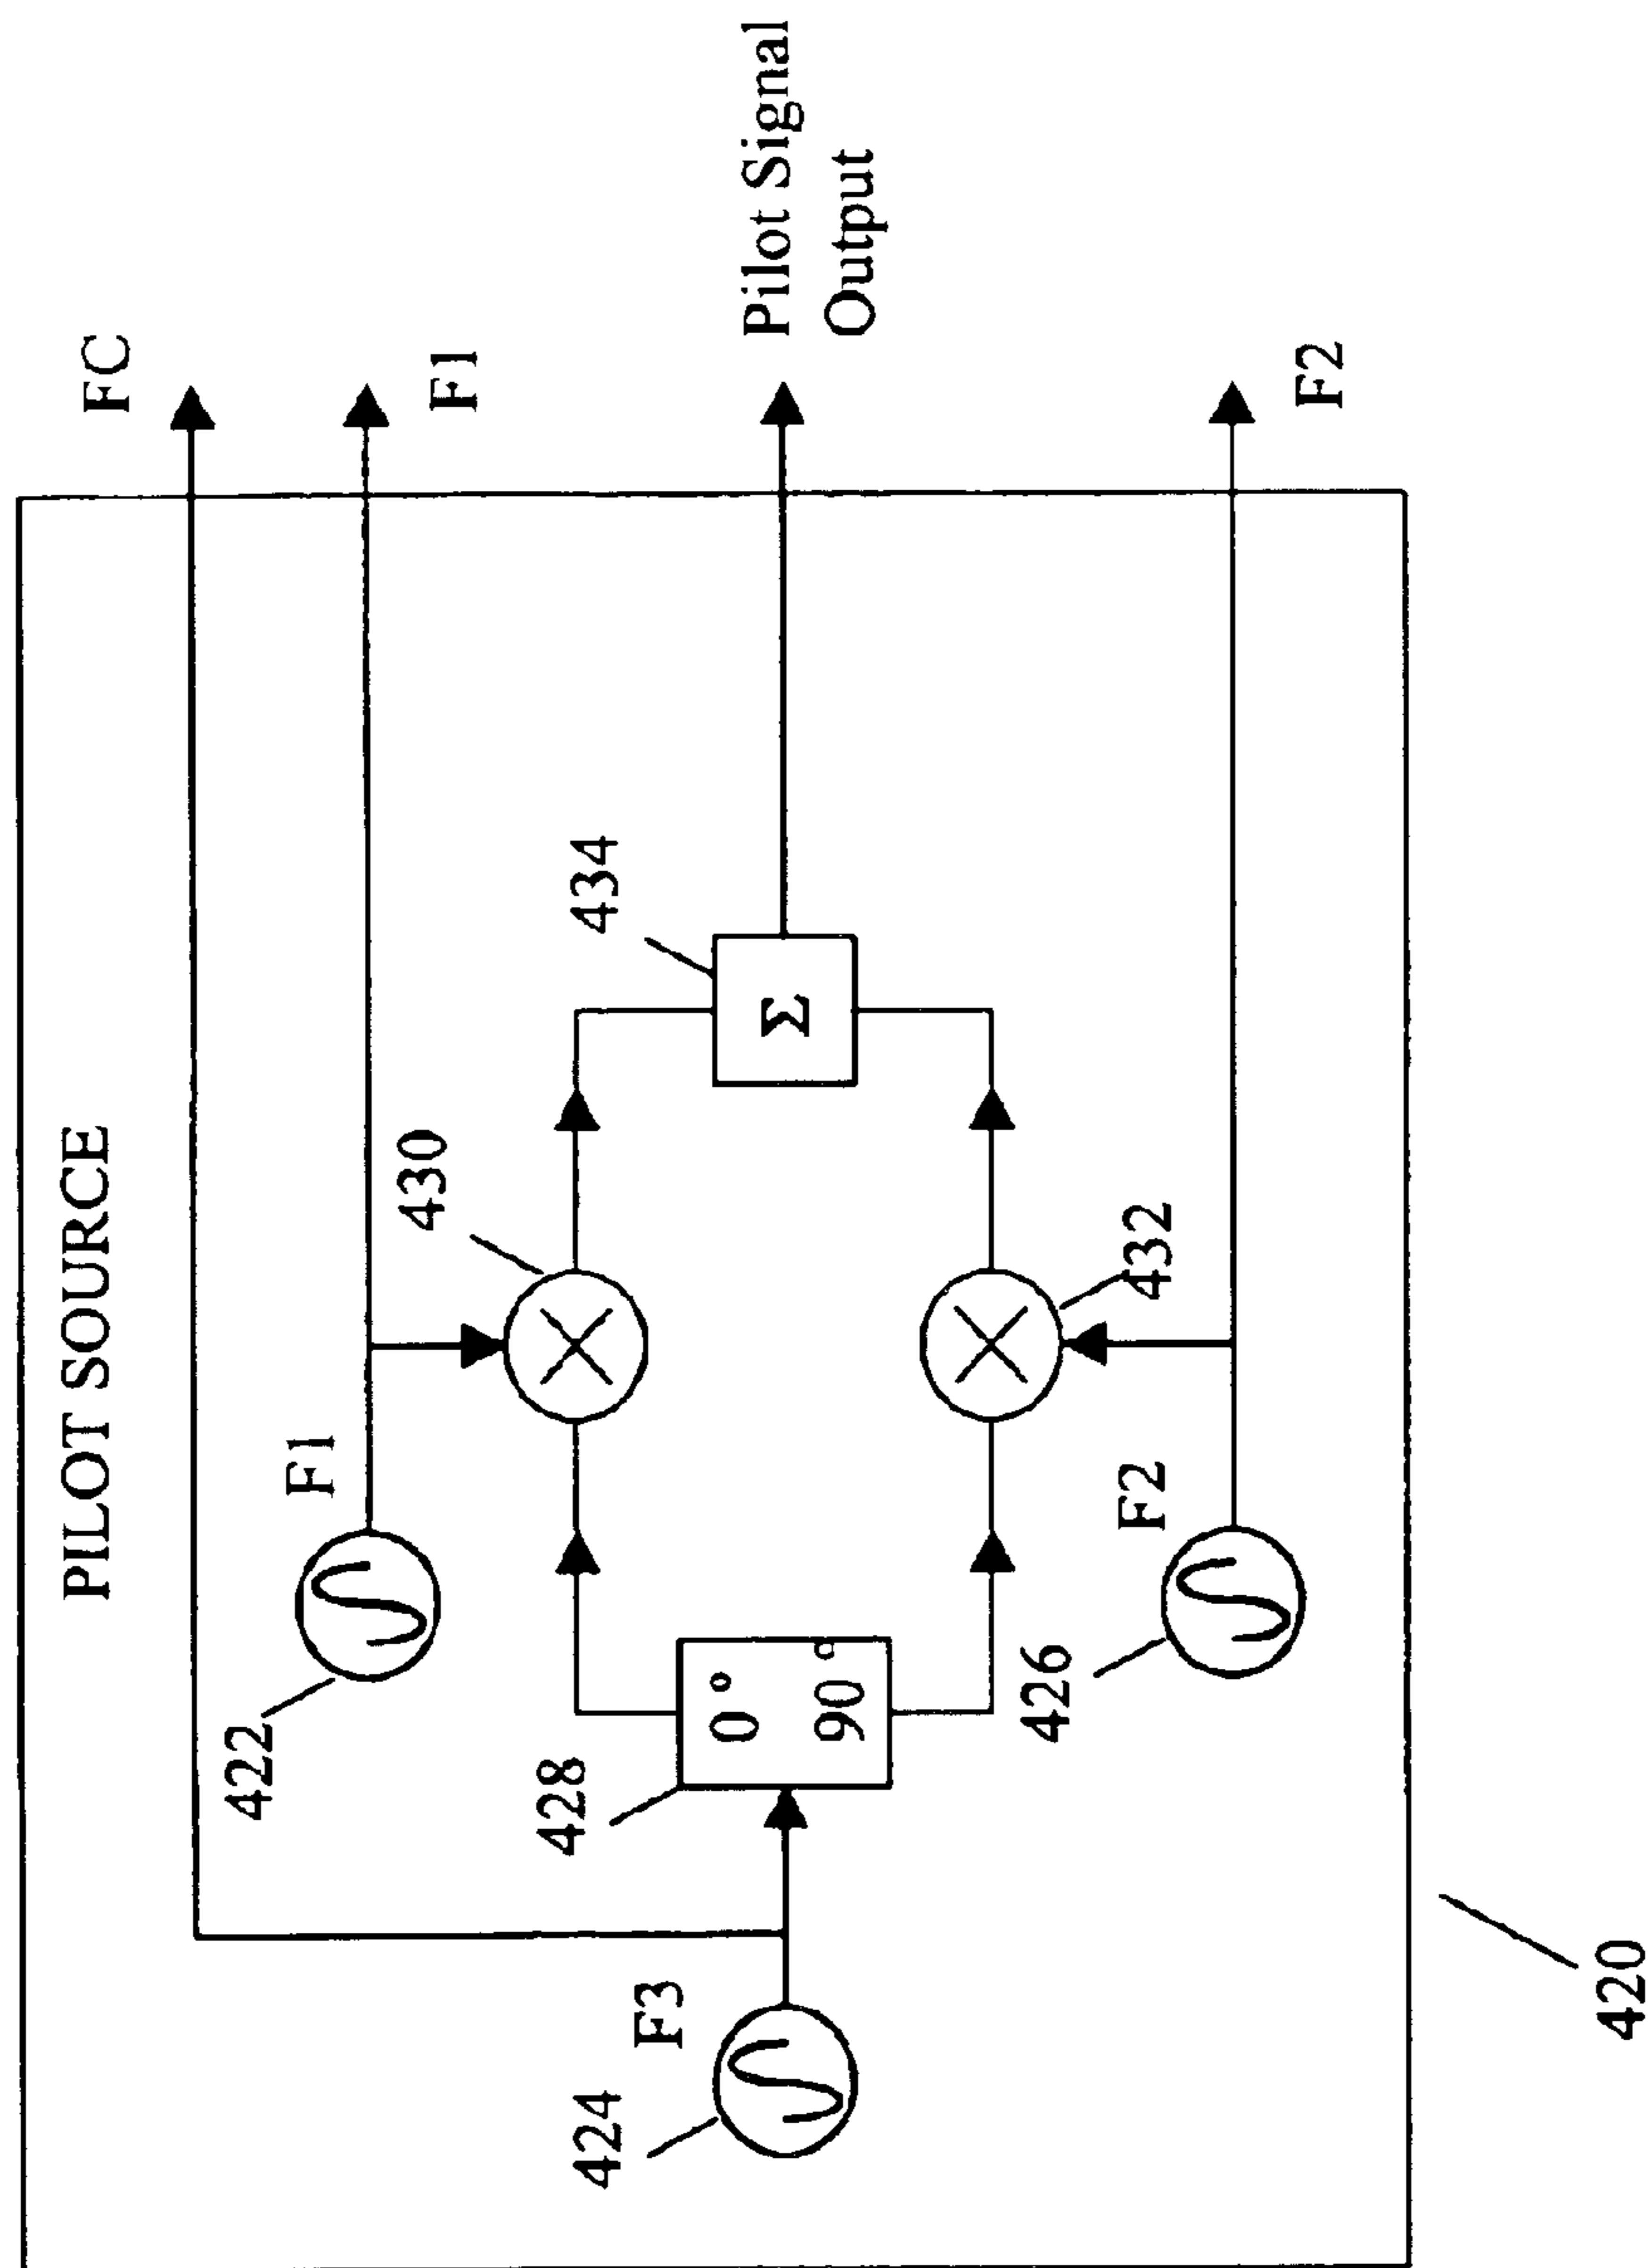 PILOT SOURCE
FC
F1
422
F1
430
434
Pilot Signal
Output
424
F3
428
0°
90°
Σ
426
F2
432
F2
420